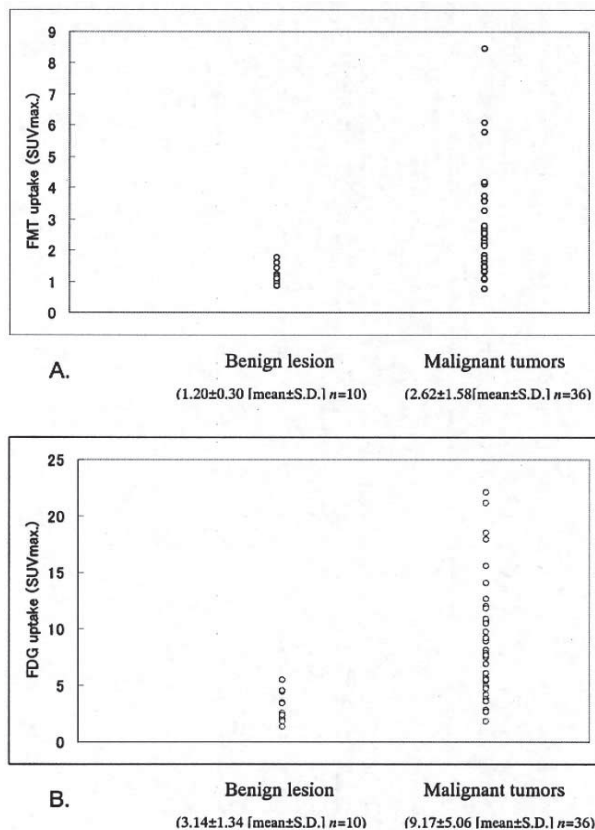 9
8
7
6
5
4
3
2
1
0
FMT uptake (SUVmax.)
Benign lesion Malignant tumors
A.
(1.20±0.30 [mean±S.D.] n=10) (2.62±1.58[mean±S.D.] n=36)
25
20
15
10
5
0
FDG uptake (SUVmax.)
Benign lesion Malignant tumors
B.
(3.14±1.34 [mean±S.D.] n=10) (9.17±5.06 [mean±S.D.] n=36)